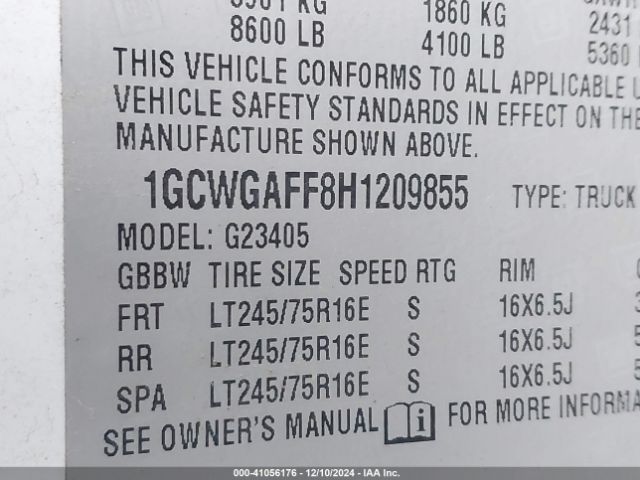 1860 KG 2431
8600 LB 4100 LB 5360
THIS VEHICLE CONFORMS TO ALL APPLICABLE
VEHICLE SAFETY STANDARDS IN EFFECT ON THE
MANUFACTURE SHOWN ABOVE.
1GCWGAFF8H1209855 TYPE: TRUCK
MODEL: G23405
GBBW TIRE SIZE SPEED RTG RIM
FRT LT245/75R16E S 16X6.5J
RR LT245/75R16E S 16X6.5J
SPA LT245/75R16E S 16X6.5J
SEE OWNER'S MANUAL FOR MORE INFORMA
000-41056176 - 12/10/2024 - IAA Inc.